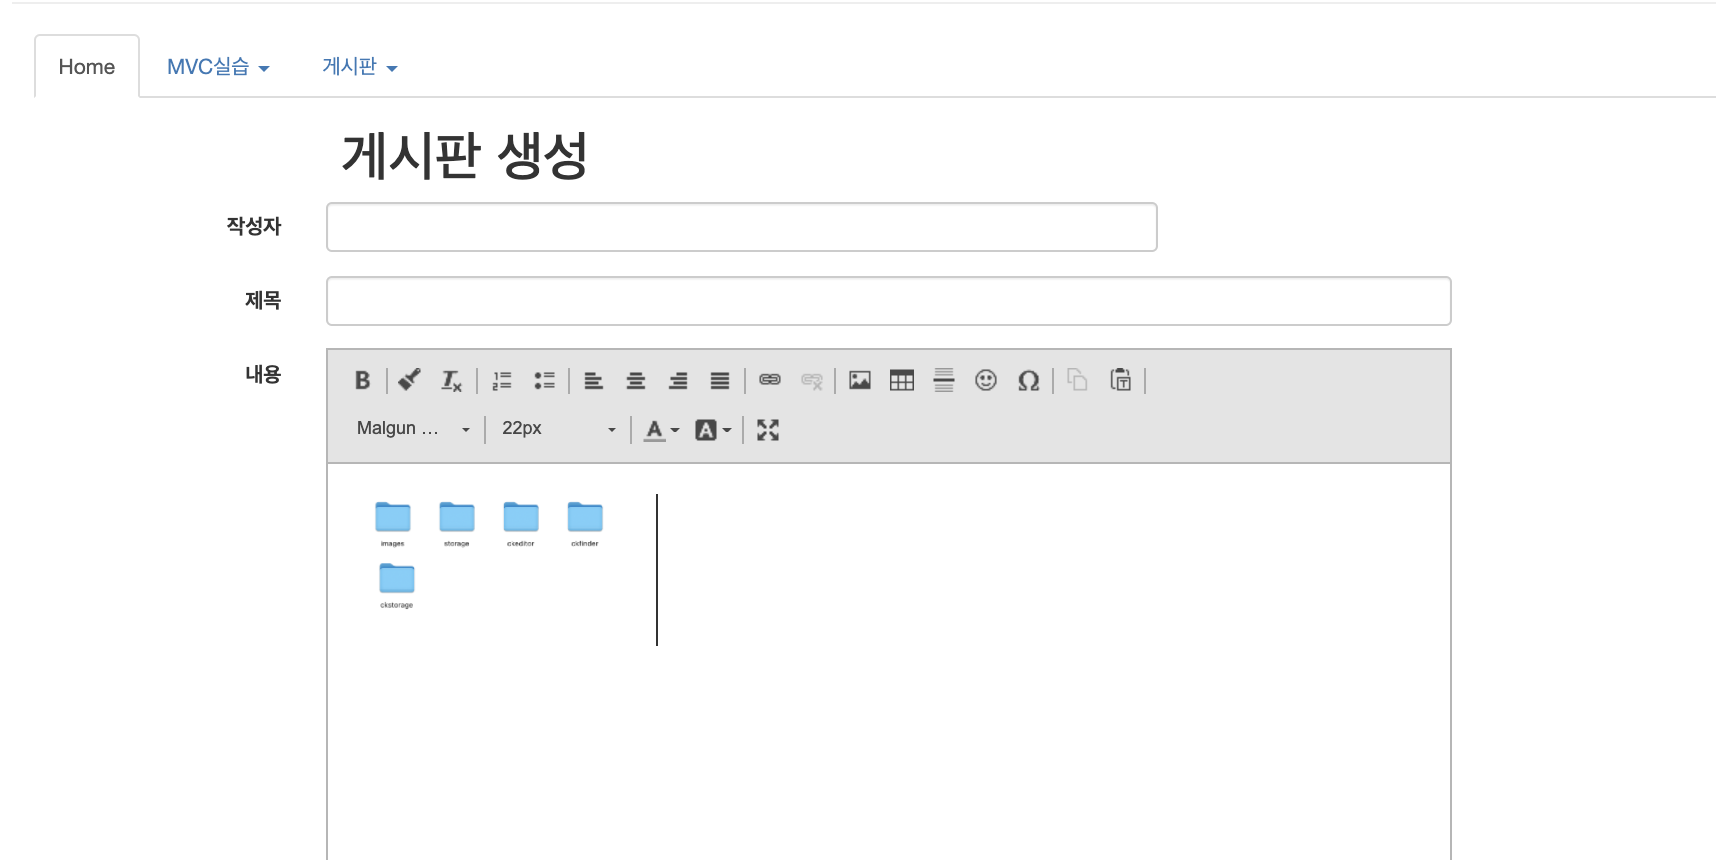 Home MVC실습 게시판
게시판 생성
작성자
제목
내용
Malgun ... 22px
images storage ckeditor ckfinder
ckstorage